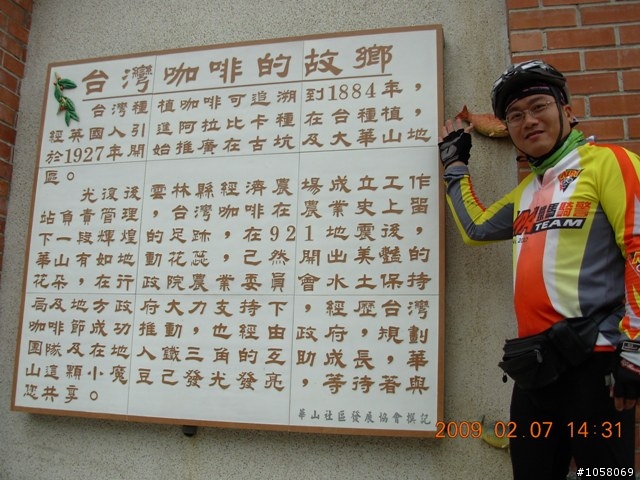 台灣咖啡的故鄉
台灣種植咖啡可追溯到1884年，
經英國人引進阿拉比卡種在台種植，
於1927年開始推廣在古坑及大華山地
區。
光復後雲林縣經濟農場成立工作
站負責管理，台灣咖啡在農業史上留
下一段輝煌的足跡，在921地震後，
華山有如地動花蕊，已然開出美豔的
花朵，在行政院農業委員會水土保持
局及地方政府大力支持下，經歷台灣
咖啡節成功推動，也經由政府，規劃
團隊及在地人鐵三角的互助，成長，華
山這顆小魔豆已發光發亮，等待著與
您共享。
華山社區發展協會撰記
騎警
TEAM
2009 02 07 14:31
#1058069